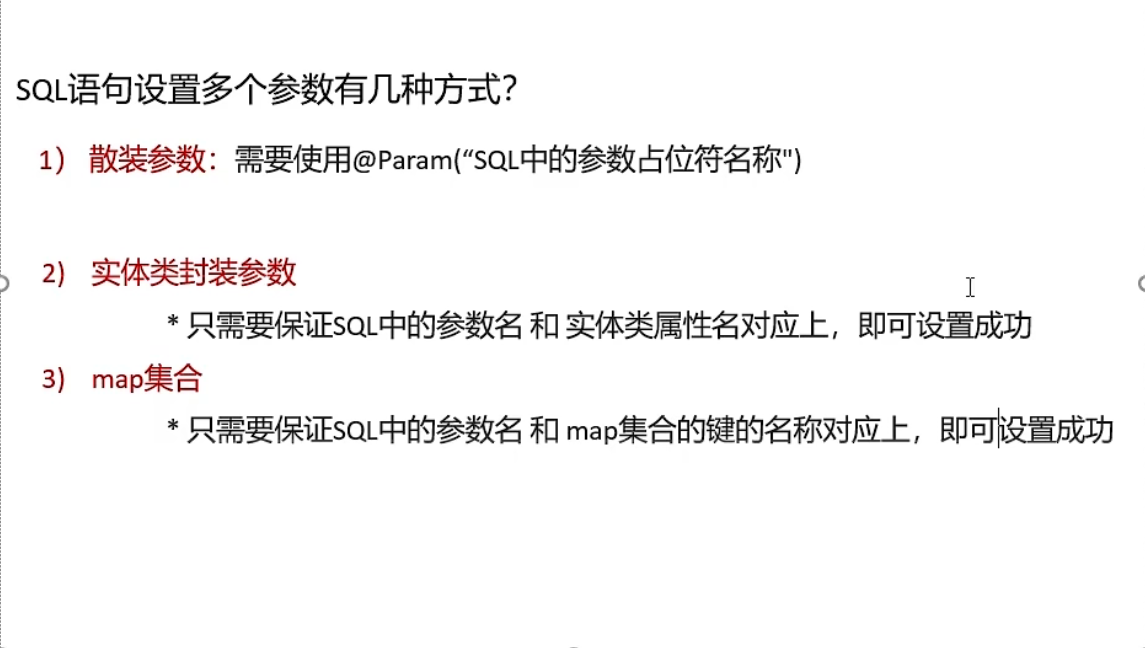 SQL语句设置多个参数有几种方式？
1） 散装参数：需要使用@Param(“SQL中的参数占位符名称")
2） 实体类封装参数
* 只需要保证SQL中的参数名 和 实体类属性名对应上，即可设置成功
3） map集合
* 只需要保证SQL中的参数名 和 map集合的键的名称对应上，即可设置成功